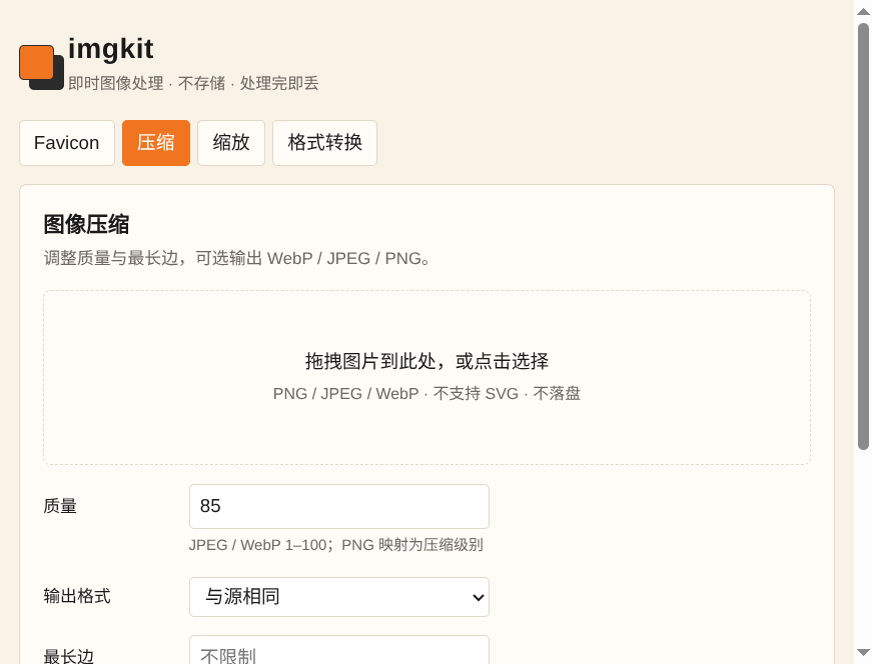 imgkit
即时图像处理 · 不存储 · 处理完即丢
Favicon 压缩 缩放 格式转换
图像压缩
调整质量与最长边，可选输出 WebP / JPEG / PNG。
拖拽图片到此处，或点击选择
PNG / JPEG / WebP · 不支持 SVG · 不落盘
质量 85
JPEG / WebP 1–100；PNG 映射为压缩级别
输出格式 与源相同
最长边 不限制